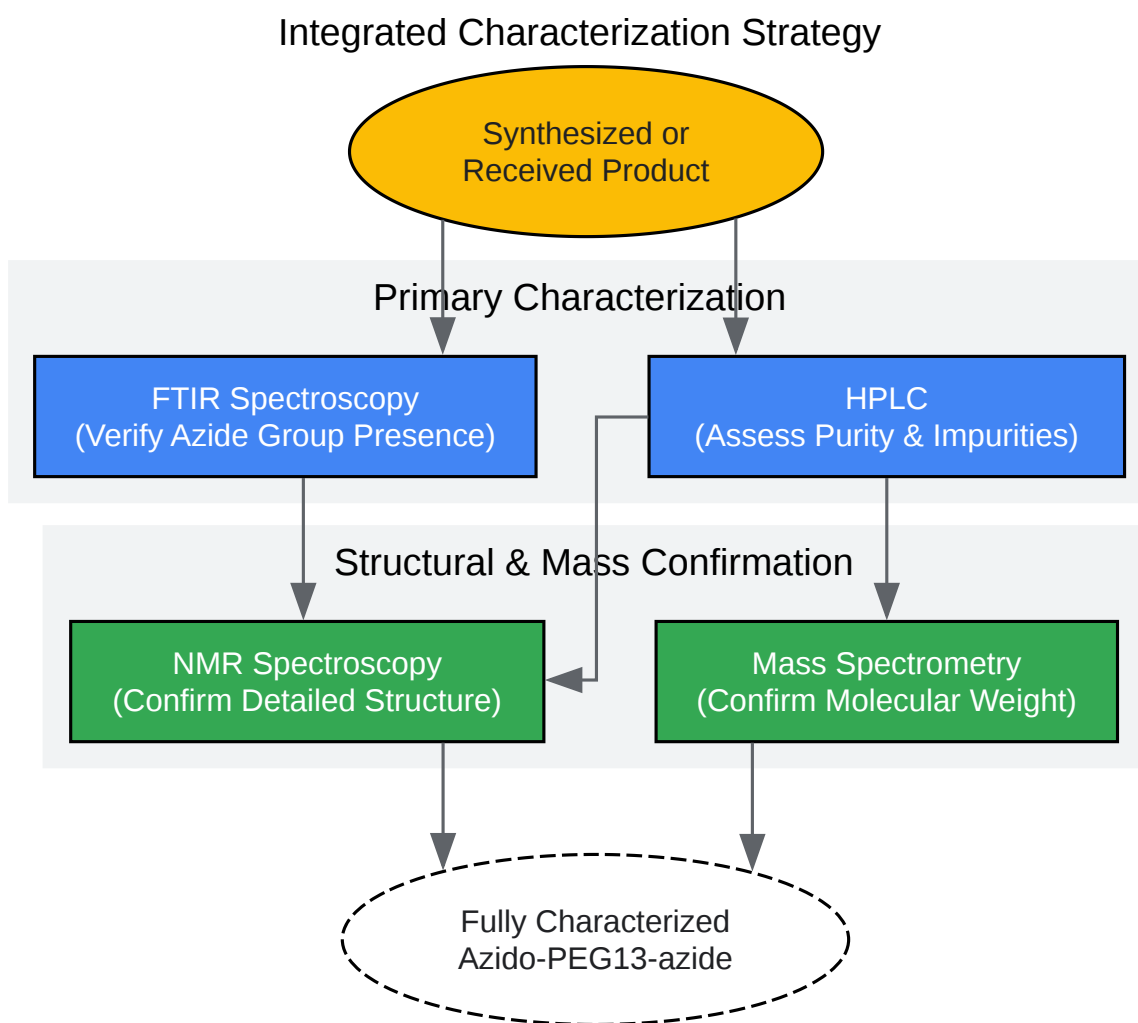 Integrated Characterization Strategy
Synthesized or
Received Product
Primary Characterization
FTIR Spectroscopy
(Verify Azide Group Presence)
HPLC
(Assess Purity & Impurities)
Structural & Mass Confirmation
NMR Spectroscopy
(Confirm Detailed Structure)
Mass Spectrometry
(Confirm Molecular Weight)
Fully Characterized
Azido-PEG13-azide